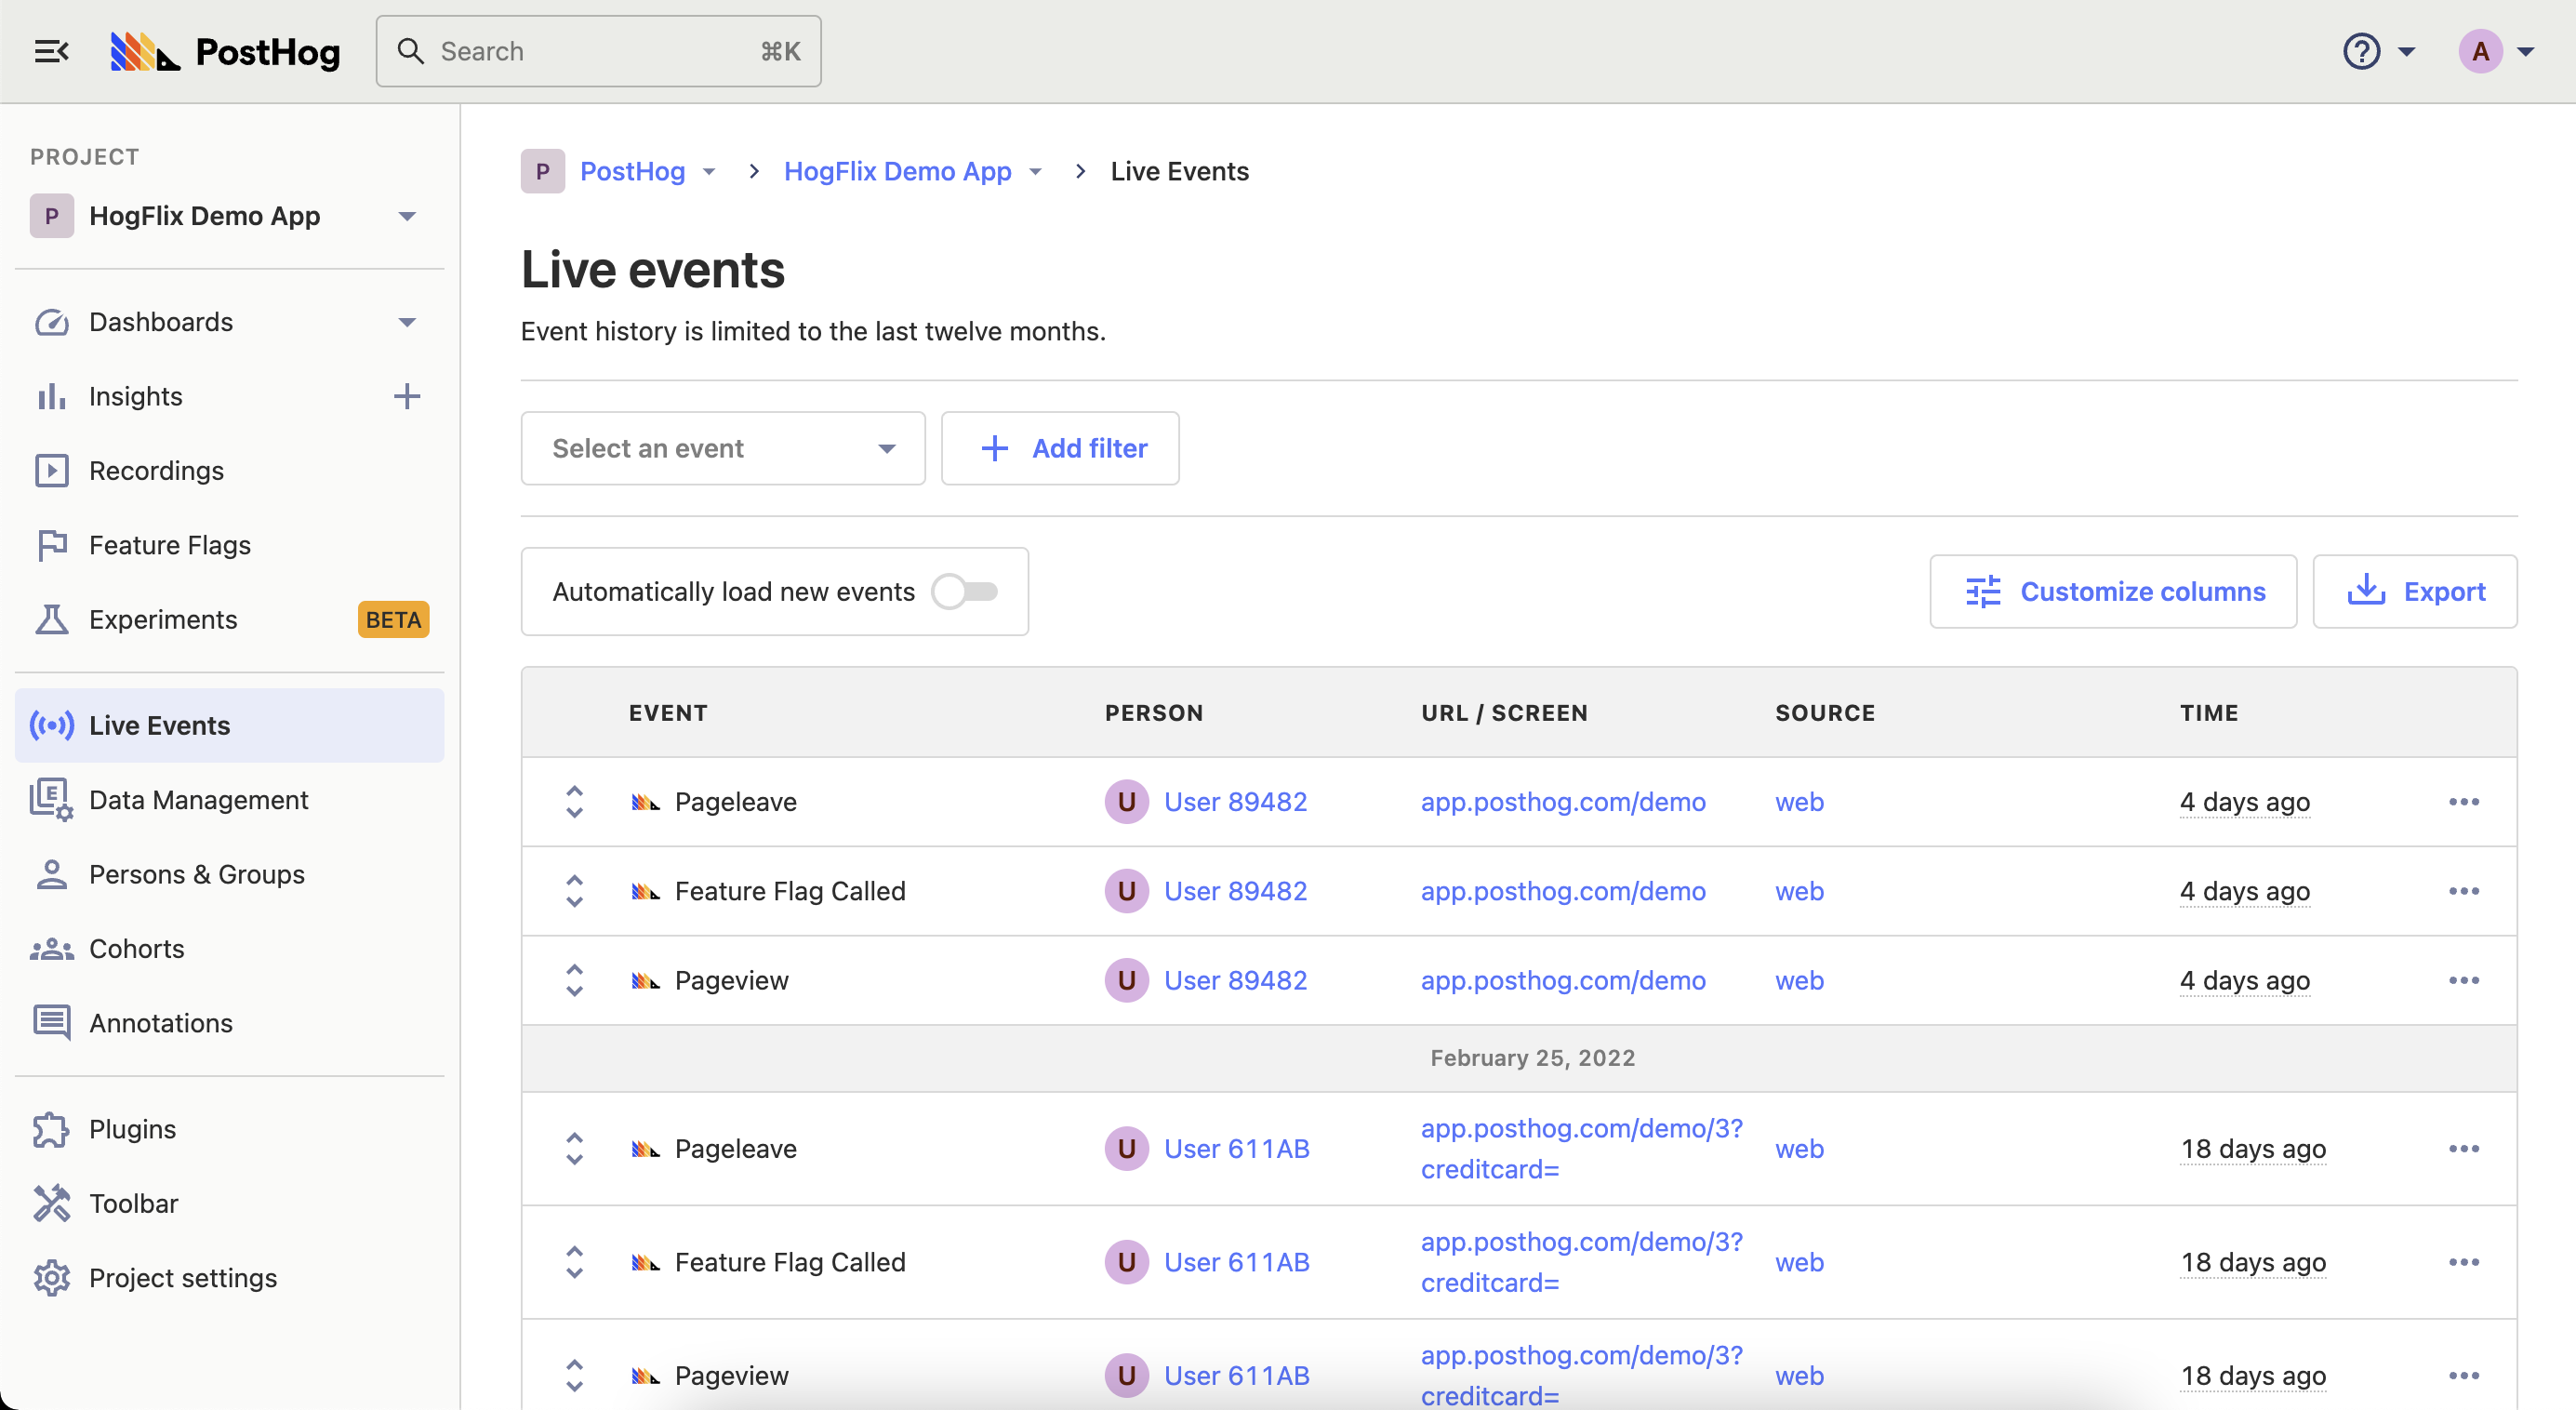 PostHog
Search ⌘K
A
PROJECT
P HogFlix Demo App
Dashboards
Insights
Recordings
Feature Flags
Experiments BETA
Live Events
Data Management
Persons & Groups
Cohorts
Annotations
Plugins
Toolbar
Project settings
P PostHog > HogFlix Demo App > Live Events
Live events
Event history is limited to the last twelve months.
Select an event + Add filter
Automatically load new events Customize columns Export
EVENT PERSON URL / SCREEN SOURCE TIME
Pageleave U User 89482 app.posthog.com/demo web 4 days ago
Feature Flag Called U User 89482 app.posthog.com/demo web 4 days ago
Pageview U User 89482 app.posthog.com/demo web 4 days ago
February 25, 2022
Pageleave U User 611AB app.posthog.com/demo/3? web 18 days ago
creditcard=
Feature Flag Called U User 611AB app.posthog.com/demo/3? web 18 days ago
creditcard=
Pageview U User 611AB app.posthog.com/demo/3? web 18 days ago
creditcard=